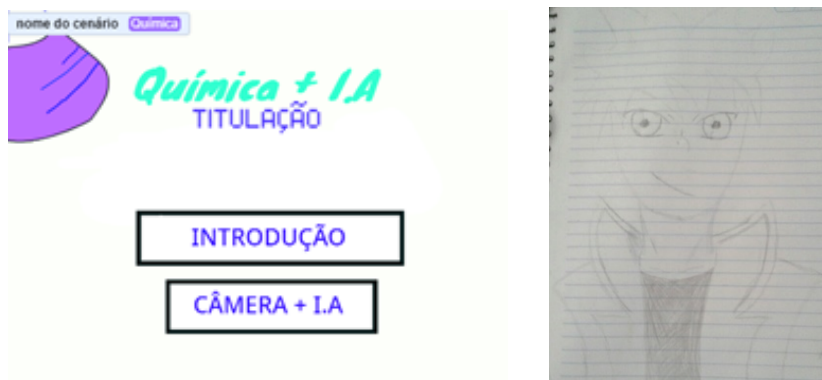 nome do cenário Química
Química + I.A
TITULAÇÃO
INTRODUÇÃO
CÂMERA + I.A